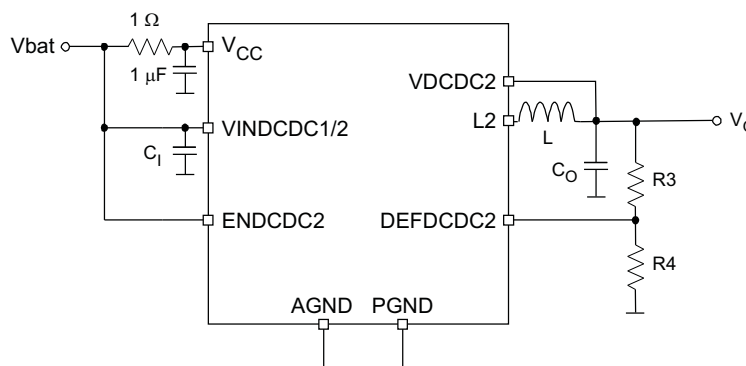 1 Ω
Vbat
VCC
1 μF
VDCDC2
L2
L
VINDCDC1/2
CI
CO
R3
ENDCDC2
DEFDCDC2
R4
AGND
PGND